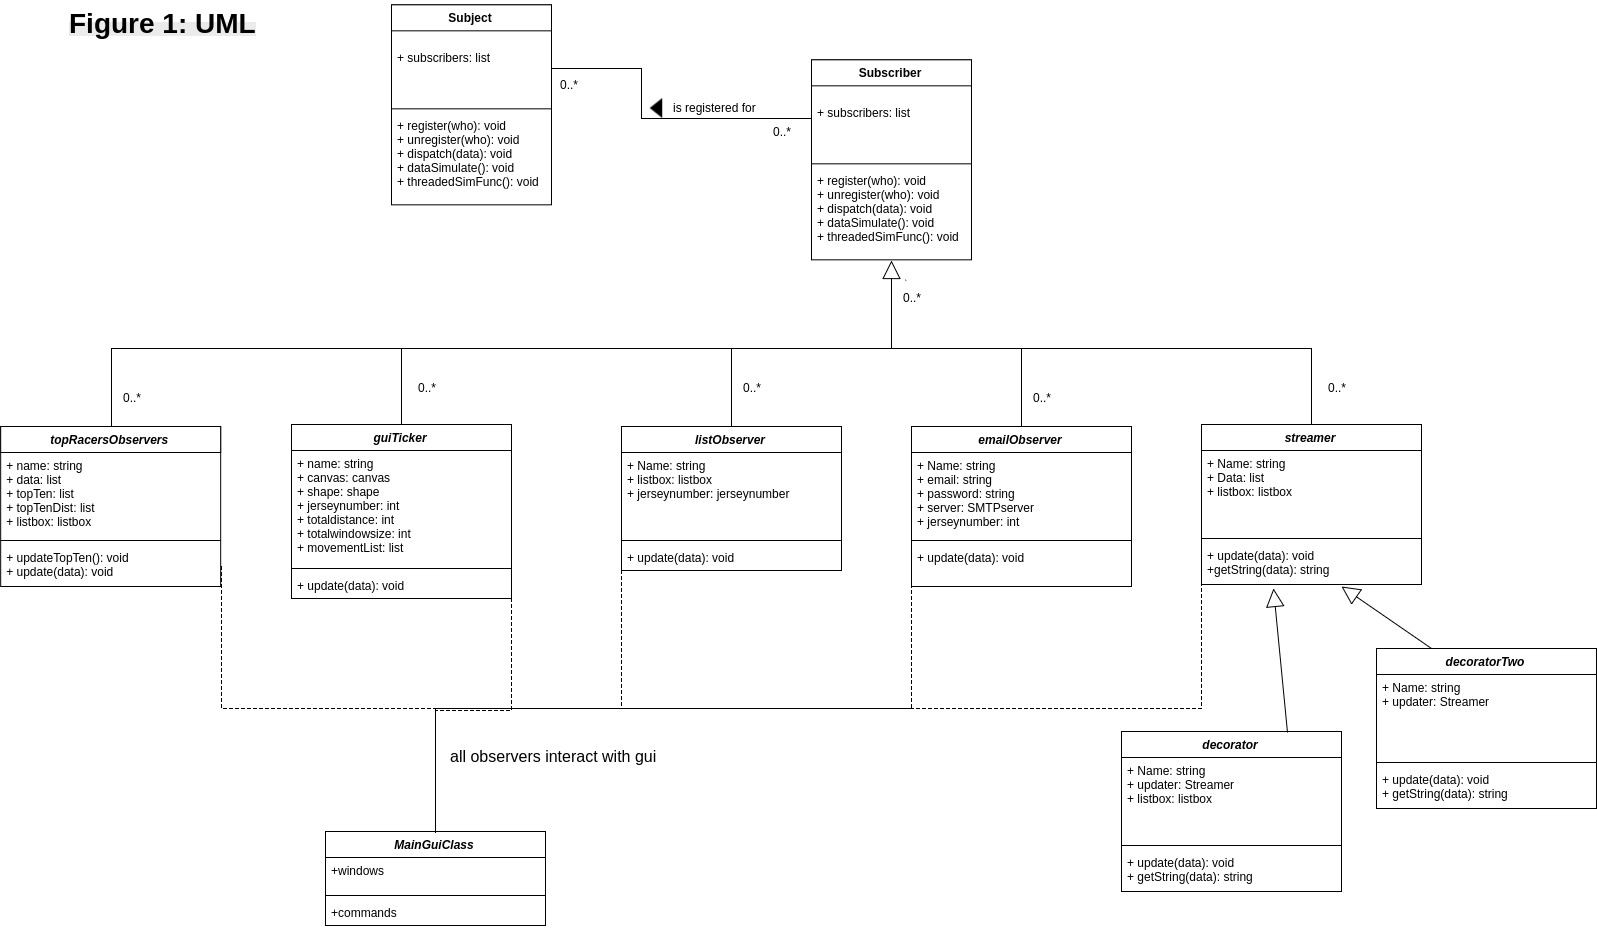 Figure 1: UML
Subject
+ subscribers: list
+ register(who): void
+ unregister(who): void
+ dispatch(data): void
+ dataSimulate(): void
+ threadedSimFunc(): void
0..*
is registered for
0..*
Subscriber
+ subscribers: list
+ register(who): void
+ unregister(who): void
+ dispatch(data): void
+ dataSimulate(): void
+ threadedSimFunc(): void
0..*
0..*
0..*
0..*
0..*
0..*
topRacersObservers
+ name: string
+ data: list
+ topTen: list
+ topTenDist: list
+ listbox: listbox
+ updateTopTen(): void
+ update(data): void
guiTicker
+ name: string
+ canvas: canvas
+ shape: shape
+ jerseynumber: int
+ totaldistance: int
+ totalwindowsize: int
+ movementList: list
+ update(data): void
listObserver
+ Name: string
+ listbox: listbox
+ jerseynumber: jerseynumber
+ update(data): void
emailObserver
+ Name: string
+ email: string
+ password: string
+ server: SMTPserver
+ jerseynumber: int
+ update(data): void
streamer
+ Name: string
+ Data: list
+ listbox: listbox
+ update(data): void
+getString(data): string
decoratorTwo
+ Name: string
+ updater: Streamer
+ update(data): void
+ getString(data): string
decorator
+ Name: string
+ updater: Streamer
+ listbox: listbox
+ update(data): void
+ getString(data): string
all observers interact with gui
MainGuiClass
+windows
+commands